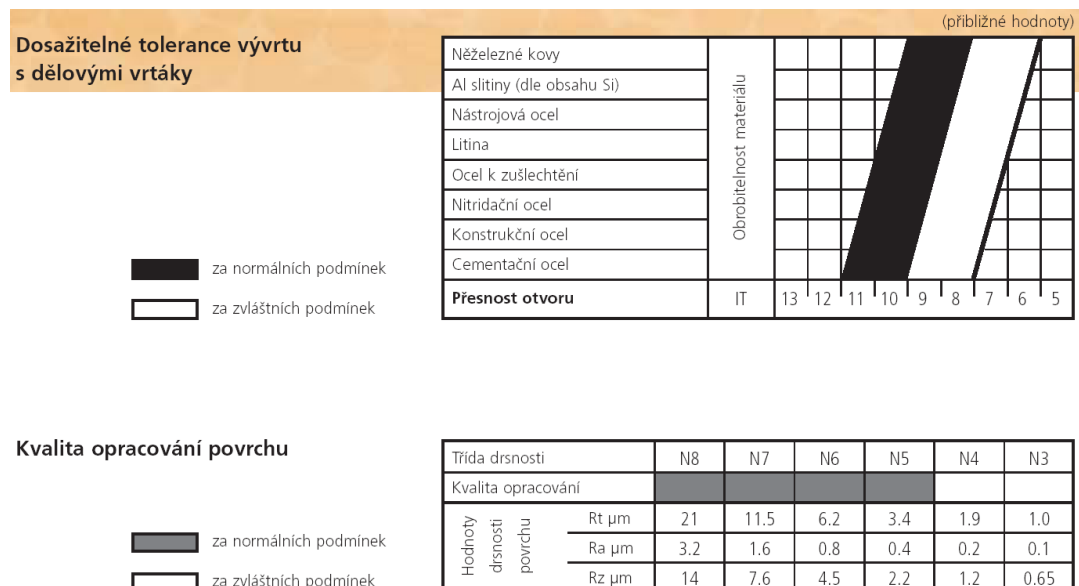 (přibližné hodnoty)
Dosažitelné tolerance vývrtu
s dělovými vrtáky
Něželezné kovy
Al slitiny (dle obsahu Si)
Nástrojová ocel
Litina
Ocel k zušlechtění
Nitridační ocel
Konstrukční ocel
Cementační ocel
Obrobitelnost materiálu
Přesnost otvoru IT 13 12 11 10 9 8 7 6 5
za normálních podmínek
za zvláštních podmínek
Kvalita opracování povrchu
Třída drsnosti N8 N7 N6 N5 N4 N3
Kvalita opracování
Hodnoty
drsnosti
povrchu
Rt µm 21 11.5 6.2 3.4 1.9 1.0
Ra µm 3.2 1.6 0.8 0.4 0.2 0.1
Rz µm 14 7.6 4.5 2.2 1.2 0.65
za normálních podmínek
za zvláštních podmínek